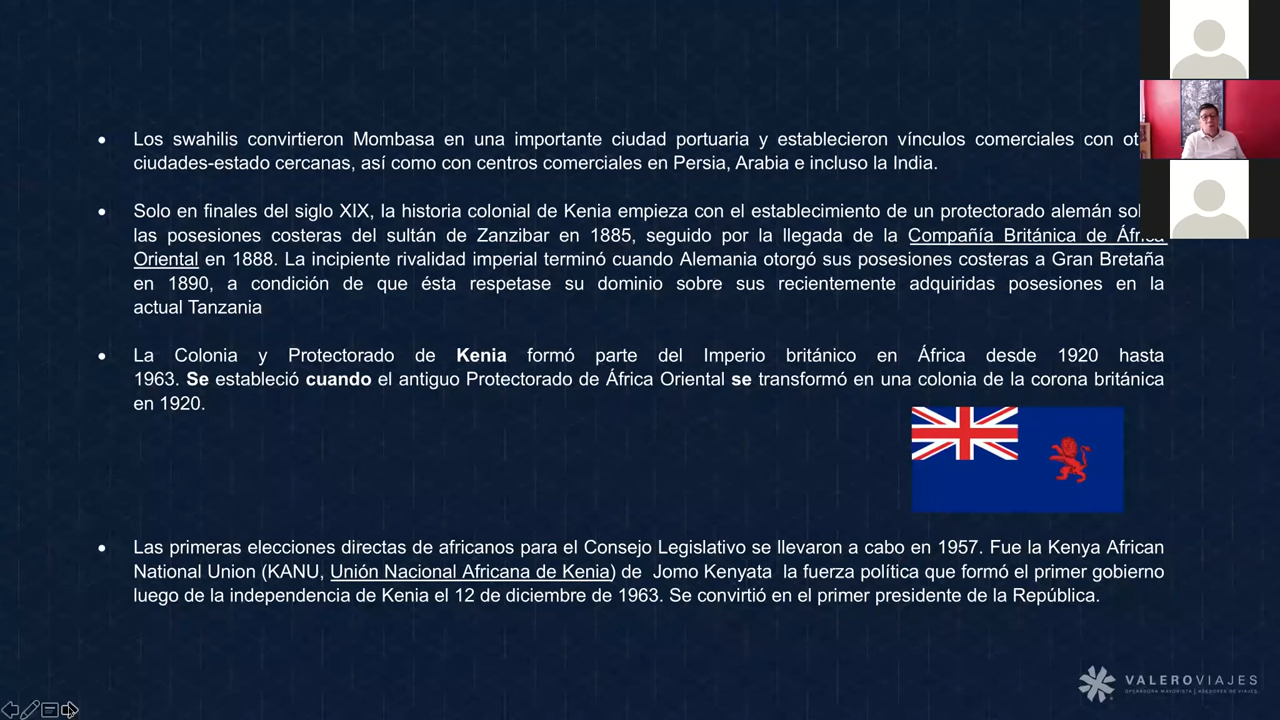 Los swahilis convirtieron Mombasa en una importante ciudad portuaria y establecieron vínculos comerciales con
ciudades-estado cercanas, así como con centros comerciales en Persia, Arabia e incluso la India.
Solo en finales del siglo XIX, la historia colonial de Kenia empieza con el establecimiento de un protectorado alemán
las posesiones costeras del sultán de Zanzibar en 1885, seguido por la llegada de la Compañía Británica de África
Oriental en 1888. La incipiente rivalidad imperial terminó cuando Alemania otorgó sus posesiones costeras a Gran Bretaña
en 1890, a condición de que ésta respetase su dominio sobre sus recientemente adquiridas posesiones en la
actual Tanzania
La Colonia y Protectorado de Kenia formó parte del Imperio británico en África desde 1920 hasta
1963. Se estableció cuando el antiguo Protectorado de África Oriental se transformó en una colonia de la corona británica
en 1920.
Las primeras elecciones directas de africanos para el Consejo Legislativo se llevaron a cabo en 1957. Fue la Kenya African
National Union (KANU, Unión Nacional Africana de Kenia) de Jomo Kenyata la fuerza política que formó el primer gobierno
luego de la independencia de Kenia el 12 de diciembre de 1963. Se convirtió en el primer presidente de la República.
VALEROVIAJES
OPERADORA MAYORISTA | ASESORES DE VIAJES